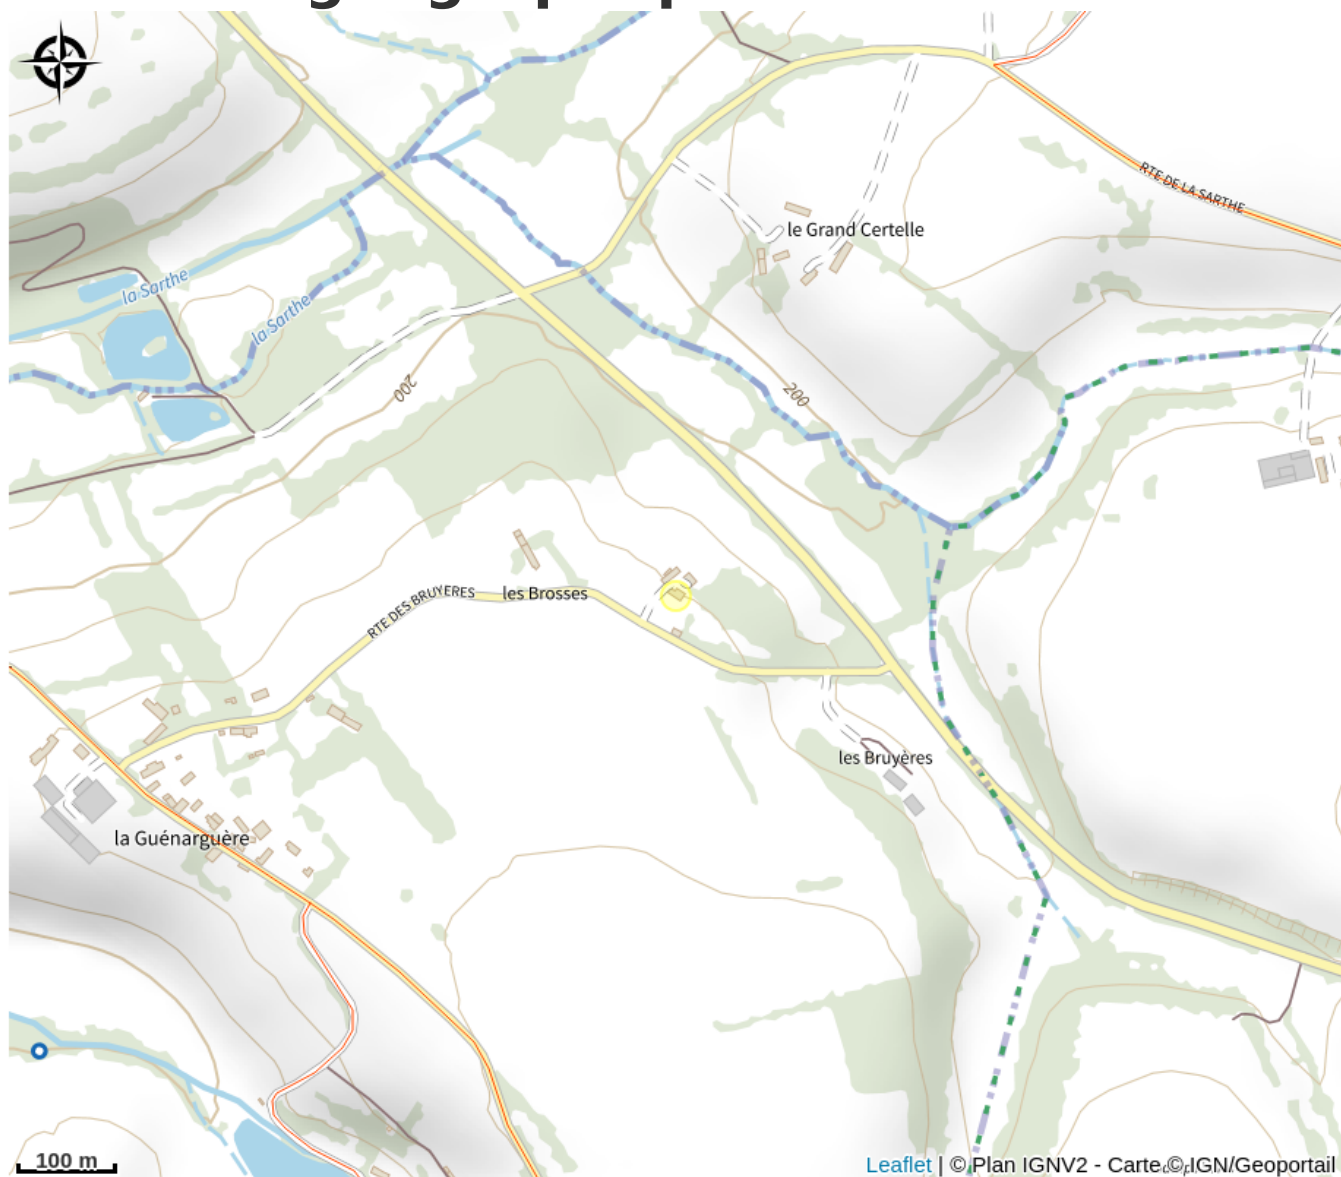 RTE DE LA SARTHE
le Grand Certelle
la Sarthe
la Sarthe
200
200
les Brosses
RTE DES BRUYERES
les Bruyères
la Guénarguère
100 m
Leaflet | © Plan IGNV2 - Carte © IGN/Geoportail